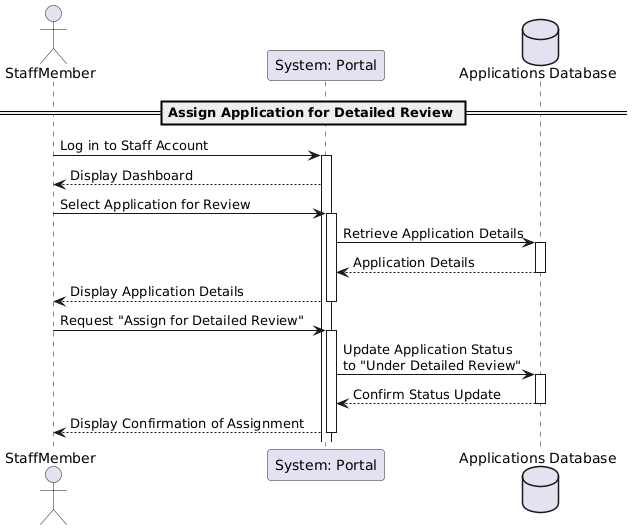 StaffMember
System: Portal
Applications Database
Assign Application for Detailed Review
Log in to Staff Account
Display Dashboard
Select Application for Review
Retrieve Application Details
Application Details
Display Application Details
Request "Assign for Detailed Review"
Update Application Status
to "Under Detailed Review"
Confirm Status Update
Display Confirmation of Assignment
StaffMember
System: Portal
Applications Database